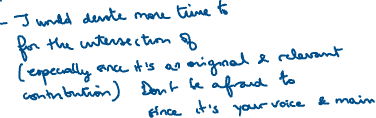 - I would devote more time to
for the intersection of
(especially since it's an original & relevant
contribution) Don't be afraid to
since it's your voice & main